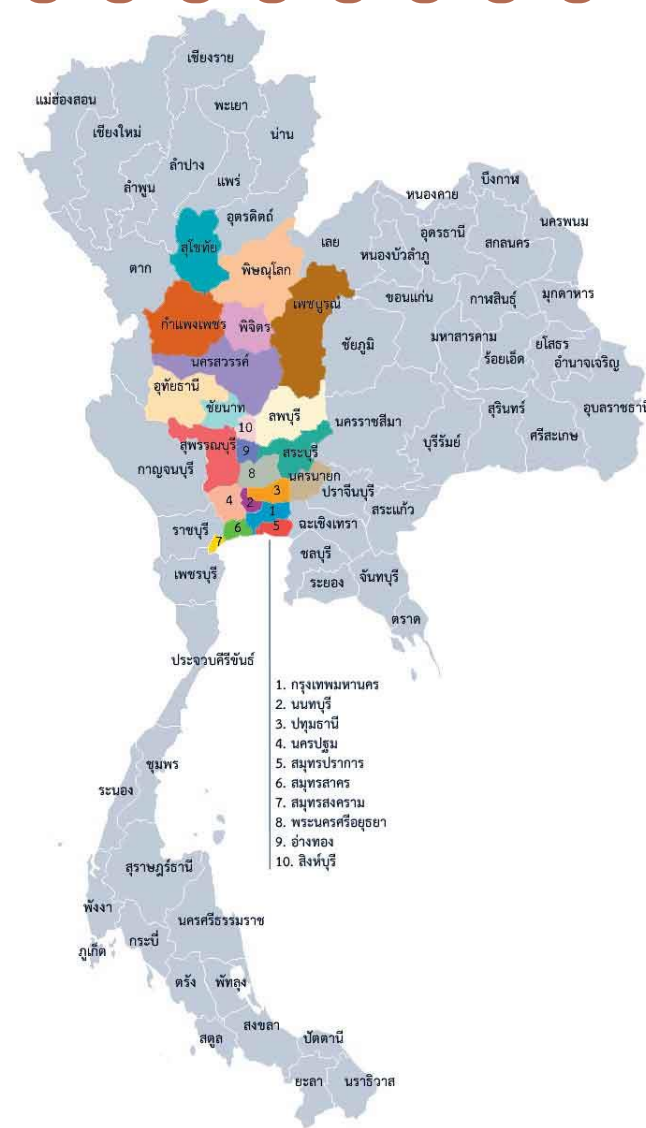 เชียงราย
แม่ฮ่องสอน
พะเยา
เชียงใหม่
น่าน
ลำปาง
ลำพูน
แพร่
อุตรดิตถ์
สุโขทัย
ตาก
พิษณุโลก
เลย
หนองคาย
บึงกาฬ
นครพนม
อุดรธานี
สกลนคร
หนองบัวลำภู
กำแพงเพชร
พิจิตร
เพชบูรณ์
ขอนแก่น
กาฬสินธุ์
มุกดาหาร
นครสวรรค์
ชัยภูมิ
มหาสารคาม
ร้อยเอ็ด
ยโสธร
อำนาจเจริญ
อุทัยธานี
ชัยนาท
ลพบุรี
นครราชสีมา
บุรีรัมย์
สุรินทร์
ศรีสะเกษ
อุบลราชธานี
10
สุพรรณบุรี
9
สระบุรี
กาญจนบุรี
8
นครนายก
ปราจีนบุรี
สระแก้ว
4
2
3
1
ราชบุรี
6
5
ฉะเชิงเทรา
7
ชลบุรี
เพชรบุรี
ระยอง
จันทบุรี
ตราด
ประจวบคีรีขันธ์
1. กรุงเทพมหานคร
2. นนทบุรี
3. ปทุมธานี
4. นครปฐม
5. สมุทรปราการ
6. สมุทรสาคร
7. สมุทรสงคราม
8. พระนครศรีอยุธยา
9. อ่างทอง
10. สิงห์บุรี
ชุมพร
ระนอง
สุราษฎร์ธานี
พังงา
นครศรีธรรมราช
ภูเก็ต
กระบี่
ตรัง
พัทลุง
สตูล
สงขลา
ปัตตานี
ยะลา
นราธิวาส